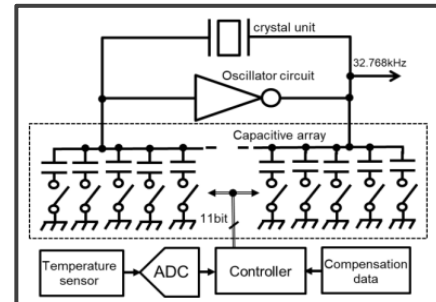 crystal unit
Oscillator circuit
32.768kHz
Capacitive array
11bit
Temperature
sensor
ADC
Controller
Compensation
data